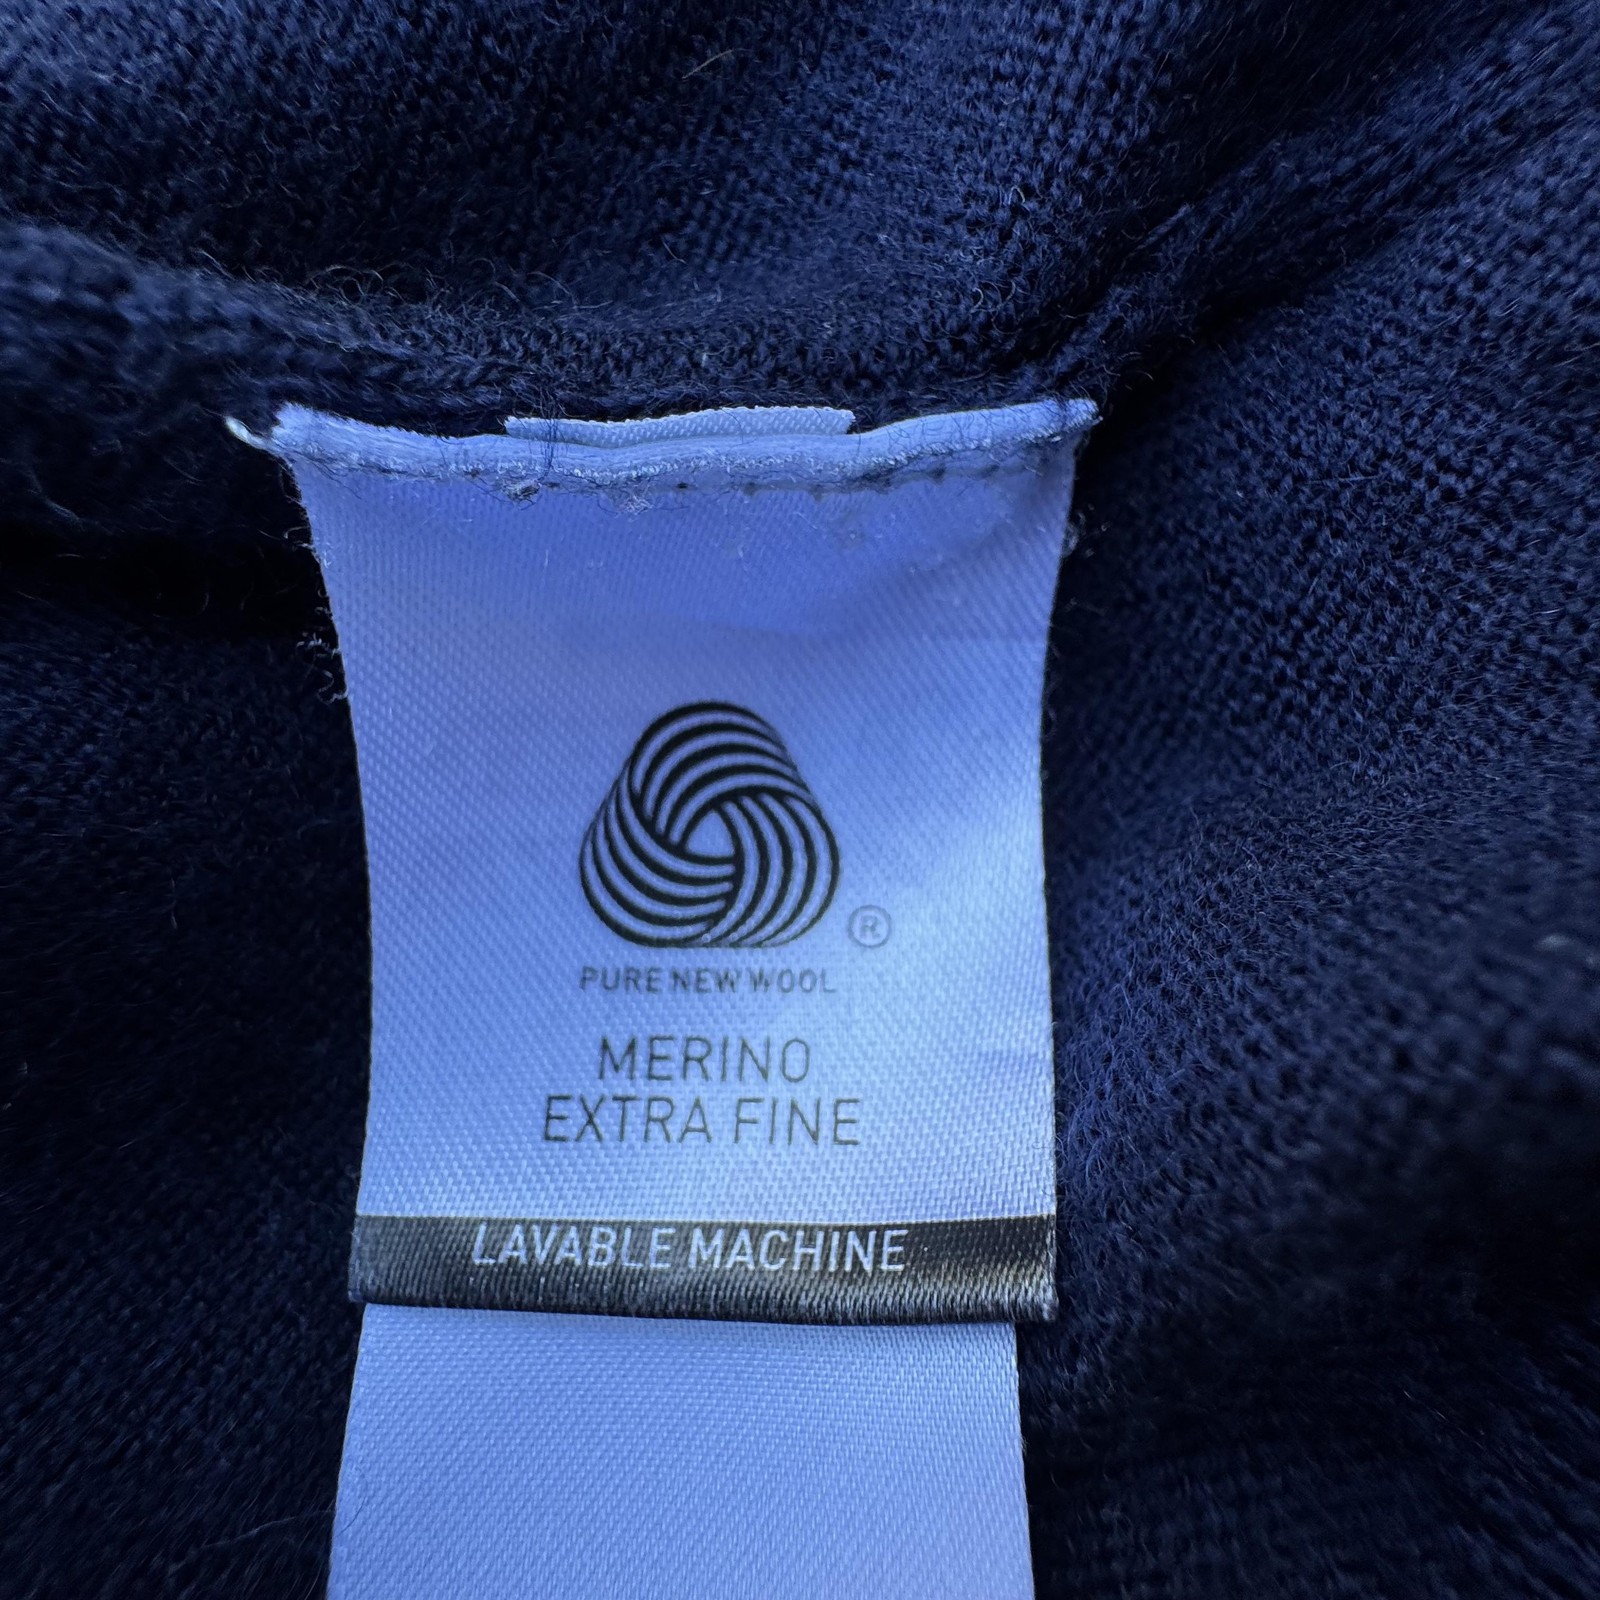 ®
PURE NEW WOOL
MERINO
EXTRA FINE
LAVABLE MACHINE